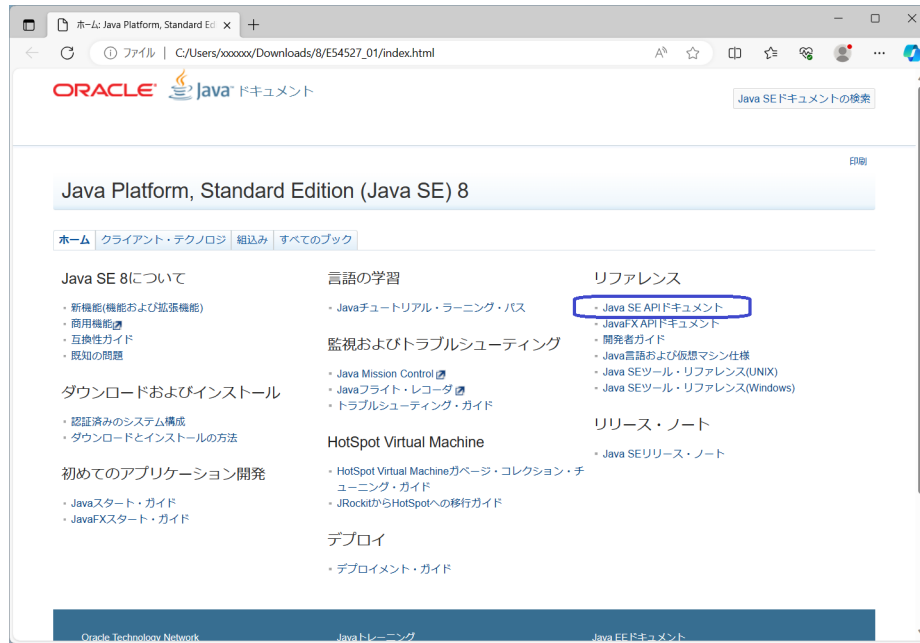 ホーム: Java Platform, Standard Ed
ファイル | C:/Users/xxxxxx/Downloads/8/E54527_01/index.html
ORACLE Java ドキュメント
Java SEドキュメントの検索
印刷
Java Platform, Standard Edition (Java SE) 8
ホーム クライアント・テクノロジ 組込み すべてのブック
Java SE 8について
新機能(機能および拡張機能)
商用機能
互換性ガイド
既知の問題
ダウンロードおよびインストール
認証済みのシステム構成
ダウンロードとインストールの方法
初めてのアプリケーション開発
Javaスタート・ガイド
JavaFXスタート・ガイド
言語の学習
Javaチュートリアル・ラーニング・パス
監視およびトラブルシューティング
Java Mission Control
Javaフライト・レコーダ
トラブルシューティング・ガイド
HotSpot Virtual Machine
HotSpot Virtual Machineガベージ・コレクション・チ
ューニング・ガイド
JRockitからHotSpotへの移行ガイド
デプロイ
デプロイメント・ガイド
リファレンス
Java SE APIドキュメント
JavaFX APIドキュメント
開発者ガイド
Java言語および仮想マシン仕様
Java SEツール・リファレンス(UNIX)
Java SEツール・リファレンス(Windows)
リリース・ノート
Java SEリリース・ノート
Oracle Technology Network
Javaトレーニング
Java EEドキュメント